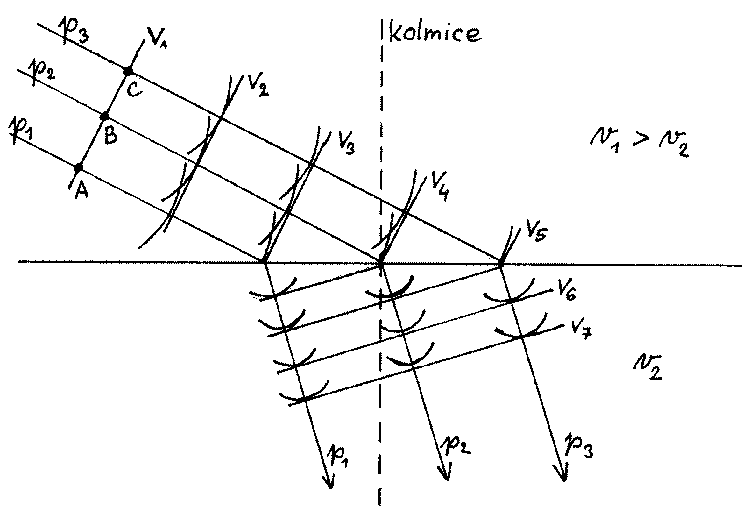 p₃
V₁
kolmice
p₂
C
V₂
p₁
B
V₃
v₁ > v₂
A
V₄
V₅
V₆
V₇
v₂
p₁
p₂
p₃